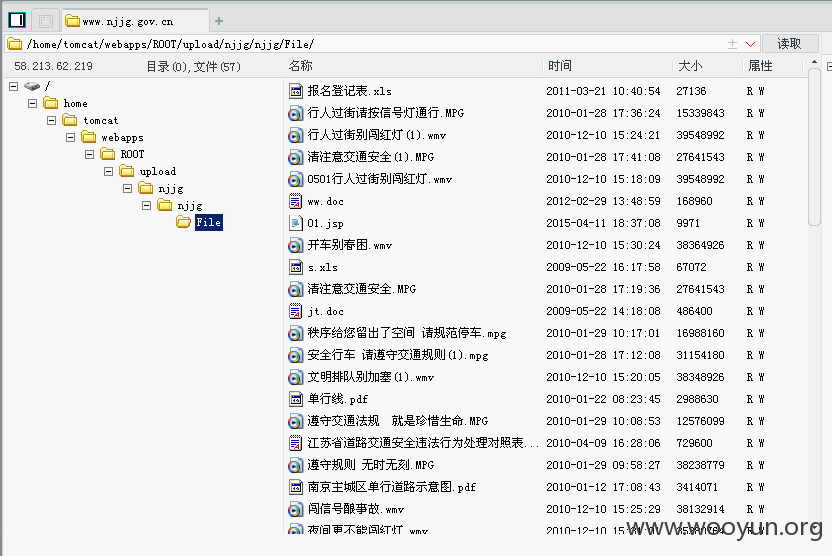 www.njjg.gov.cn
/home/tomcat/webapps/ROOT/upload/njjg/njjg/File/ 读取
58.213.62.219 目录(0),文件(57) 名称 时间 大小 属性
/
home
tomcat
webapps
ROOT
upload
njjg
njjg
File
报名登记表.xls 2011-03-21 10:40:54 27136 R W
行人过街请按信号灯通行.MPG 2010-01-28 17:36:24 15339843 R W
行人过街别闯红灯(1).wmv 2010-12-10 15:24:21 39548992 R W
请注意交通安全(1).MPG 2010-01-28 17:41:08 27641543 R W
0501行人过街别闯红灯.wmv 2010-12-10 15:18:09 39548992 R W
ww.doc 2012-02-29 13:48:59 168960 R W
01.jsp 2015-04-11 18:37:08 9971 R W
开车别春困.wmv 2010-12-10 15:30:24 38364926 R W
s.xls 2009-05-22 16:17:58 67072 R W
请注意交通安全.MPG 2010-01-28 17:19:36 27641543 R W
jt.doc 2009-05-22 14:18:08 486400 R W
秩序给您留出了空间 请规范停车.mpg 2010-01-29 10:17:01 16988160 R W
安全行车 请遵守交通规则(1).mpg 2010-01-28 17:12:08 31154180 R W
文明排队别加塞(1).wmv 2010-12-10 15:20:05 38348926 R W
单行线.pdf 2010-01-22 08:23:45 2988630 R W
遵守交通法规 就是珍惜生命.MPG 2010-01-29 10:08:53 12576099 R W
江苏省道路交通安全违法行为处理对照表... 2010-04-09 16:28:06 729600 R W
遵守规则 无时无刻.MPG 2010-01-29 09:58:27 38238779 R W
南京主城区单行道路示意图.pdf 2010-01-12 17:08:43 3414071 R W
闯信号酿事故.wmv 2010-12-10 15:25:29 38132914 R W
夜间更不能闯红灯.wmv 2010-12-10
www.wooyun.org